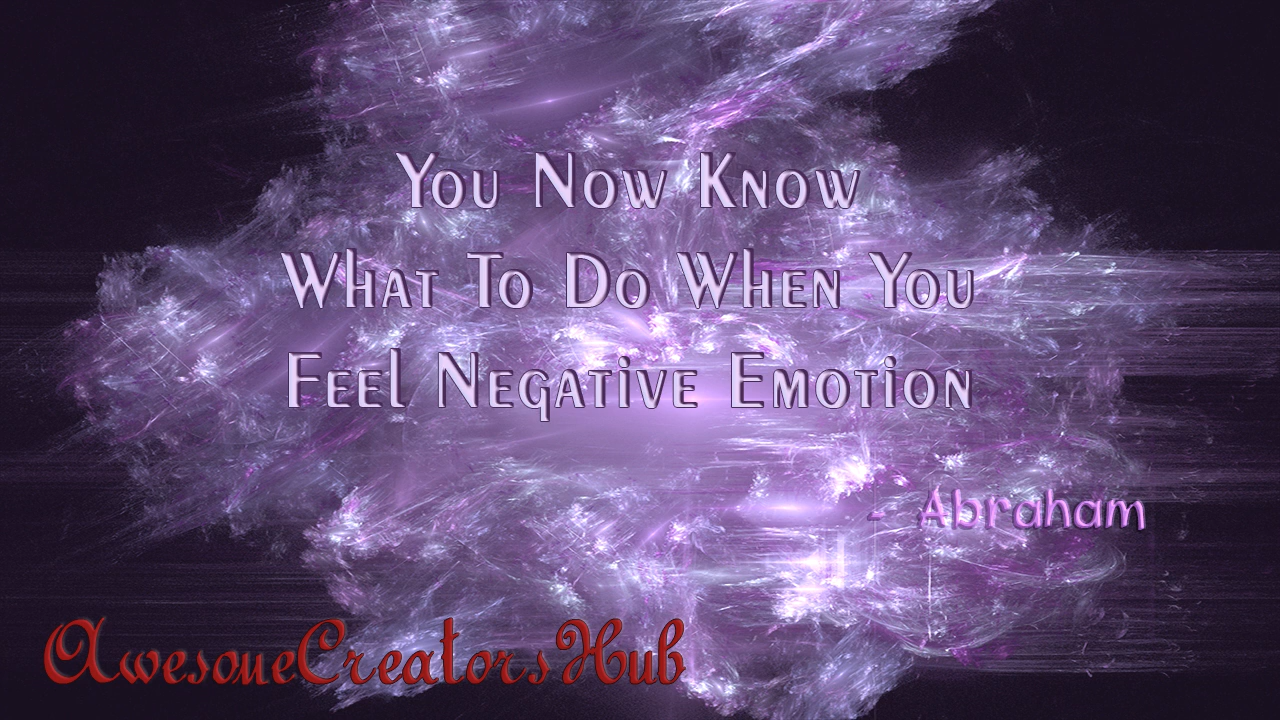 You Now Know
What To Do When You
Feel Negative Emotion
- Abraham
AwesomeCreatorsHub